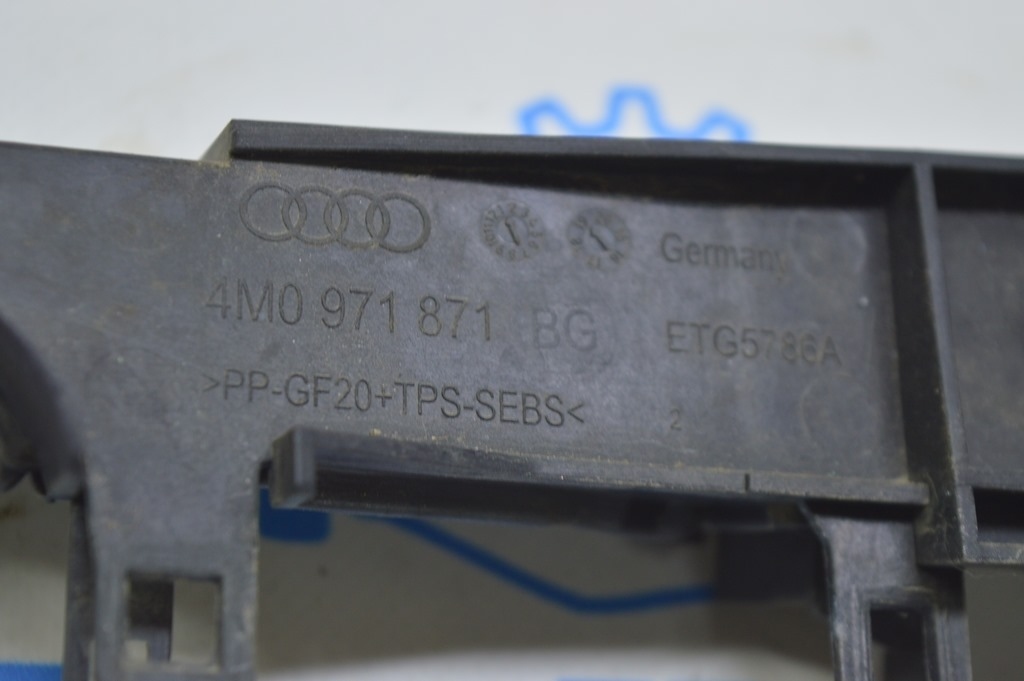 Germany
4M0 971 871 BG ETG5786A
>PP-GF20+TPS-SEBS< 2